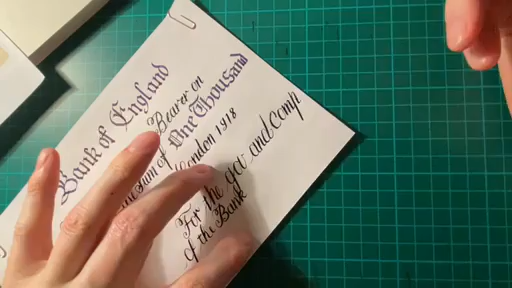 Bank of England
Bearer on
the Sum of One Thousand
London 1918
For the Gov and Comp
of the Bank